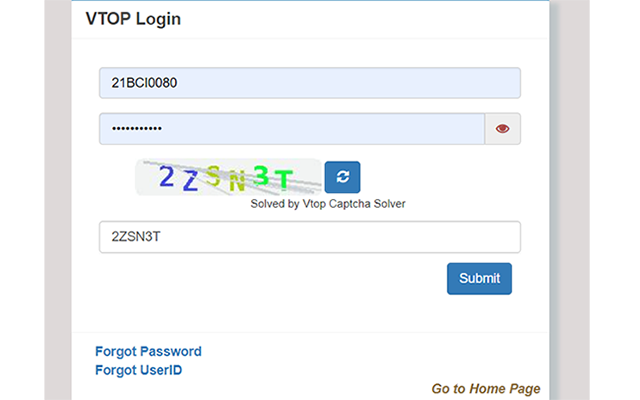 VTOP Login
21BCI0080
•••••••••••
2ZSN3T
Solved by Vtop Captcha Solver
2ZSN3T
Submit
Forgot Password
Forgot UserID
Go to Home Page